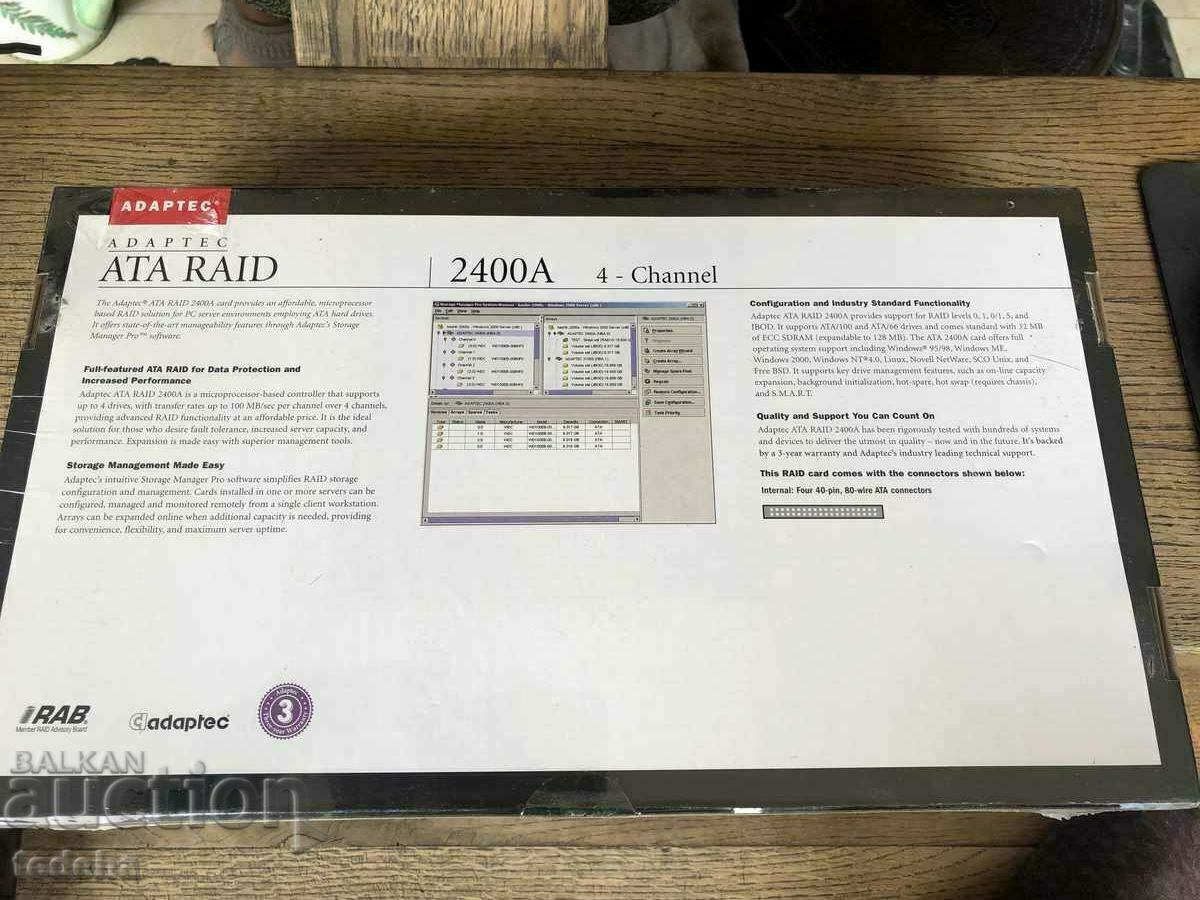 ADAPTEC
ADAPTEC
ATA RAID
2400A 4 - Channel
The Adaptec® ATA RAID 2400A card provides an affordable, microprocessor
based RAID solution for PC server environments employing ATA hard drives.
It offers state-of-the-art manageability features through Adaptec's Storage
Manager Pro™ software.
Full-featured ATA RAID for Data Protection and
Increased Performance
Adaptec ATA RAID 2400A is a microprocessor-based controller that supports
up to 4 drives, with transfer rates up to 100 MB/sec per channel over 4 channels,
providing advanced RAID functionality at an affordable price. It is the ideal
solution for those who desire fault tolerance, increased server capacity, and
performance. Expansion is made easy with superior management tools.
Storage Management Made Easy
Adaptec's intuitive Storage Manager Pro software simplifies RAID storage
configuration and management. Cards installed in one or more servers can be
configured, managed and monitored remotely from a single client workstation.
Arrays can be expanded online when additional capacity is needed, providing
for convenience, flexibility, and maximum server uptime.
File Edit View Help
Properties
Create Array...
Rescan
Task Priority
Configuration and Industry Standard Functionality
Adaptec ATA RAID 2400A provides support for RAID levels 0, 1, 0/1, 5, and
JBOD. It supports ATA/100 and ATA/66 drives and comes standard with 32 MB
of ECC SDRAM (expandable to 128 MB). The ATA 2400A card offers full
operating system support including Windows® 95/98, Windows ME,
Windows 2000, Windows NT®4.0, Linux, Novell NetWare, SCO Unix, and
Free BSD. It supports key drive management features, such as on-line capacity
expansion, background initialization, hot-spare, hot swap (requires chassis),
and S.M.A.R.T.
Quality and Support You Can Count On
Adaptec ATA RAID 2400A has been rigorously tested with hundreds of systems
and devices to deliver the utmost in quality – now and in the future. It's backed
by a 3-year warranty and Adaptec's industry leading technical support.
This RAID card comes with the connectors shown below:
Internal: Four 40-pin, 80-wire ATA connectors
RAB
Member RAID Advisory Board
adaptec
Adaptec
3
Year Warranty
BALKAN
auction
tedeira